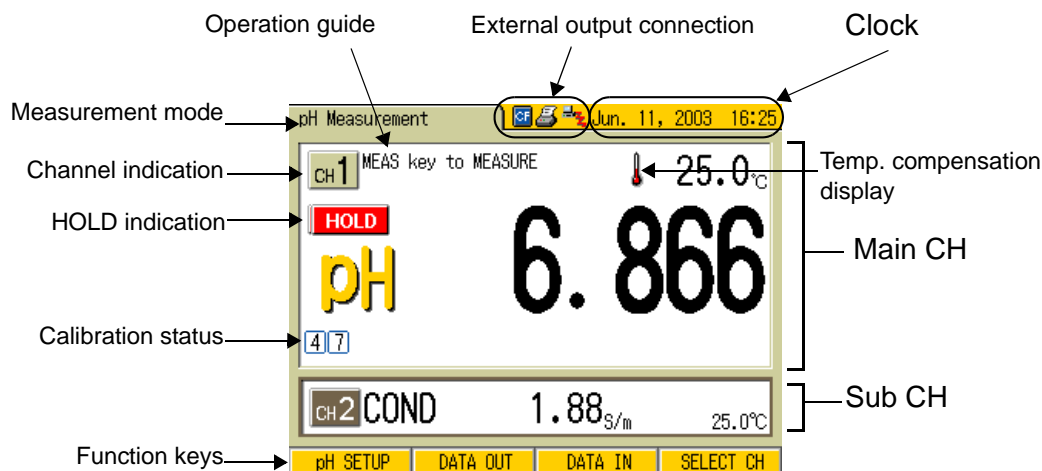 Operation guide
External output connection
Clock
Measurement mode
pH Measurement
CF
Jun. 11, 2003 16:25
Channel indication
CH1
MEAS key to MEASURE
25.0℃
Temp. compensation
display
HOLD indication
HOLD
pH
6.866
Main CH
Calibration status
4 7
CH2 COND
1.88 S/m
25.0℃
Sub CH
Function keys
pH SETUP
DATA OUT
DATA IN
SELECT CH